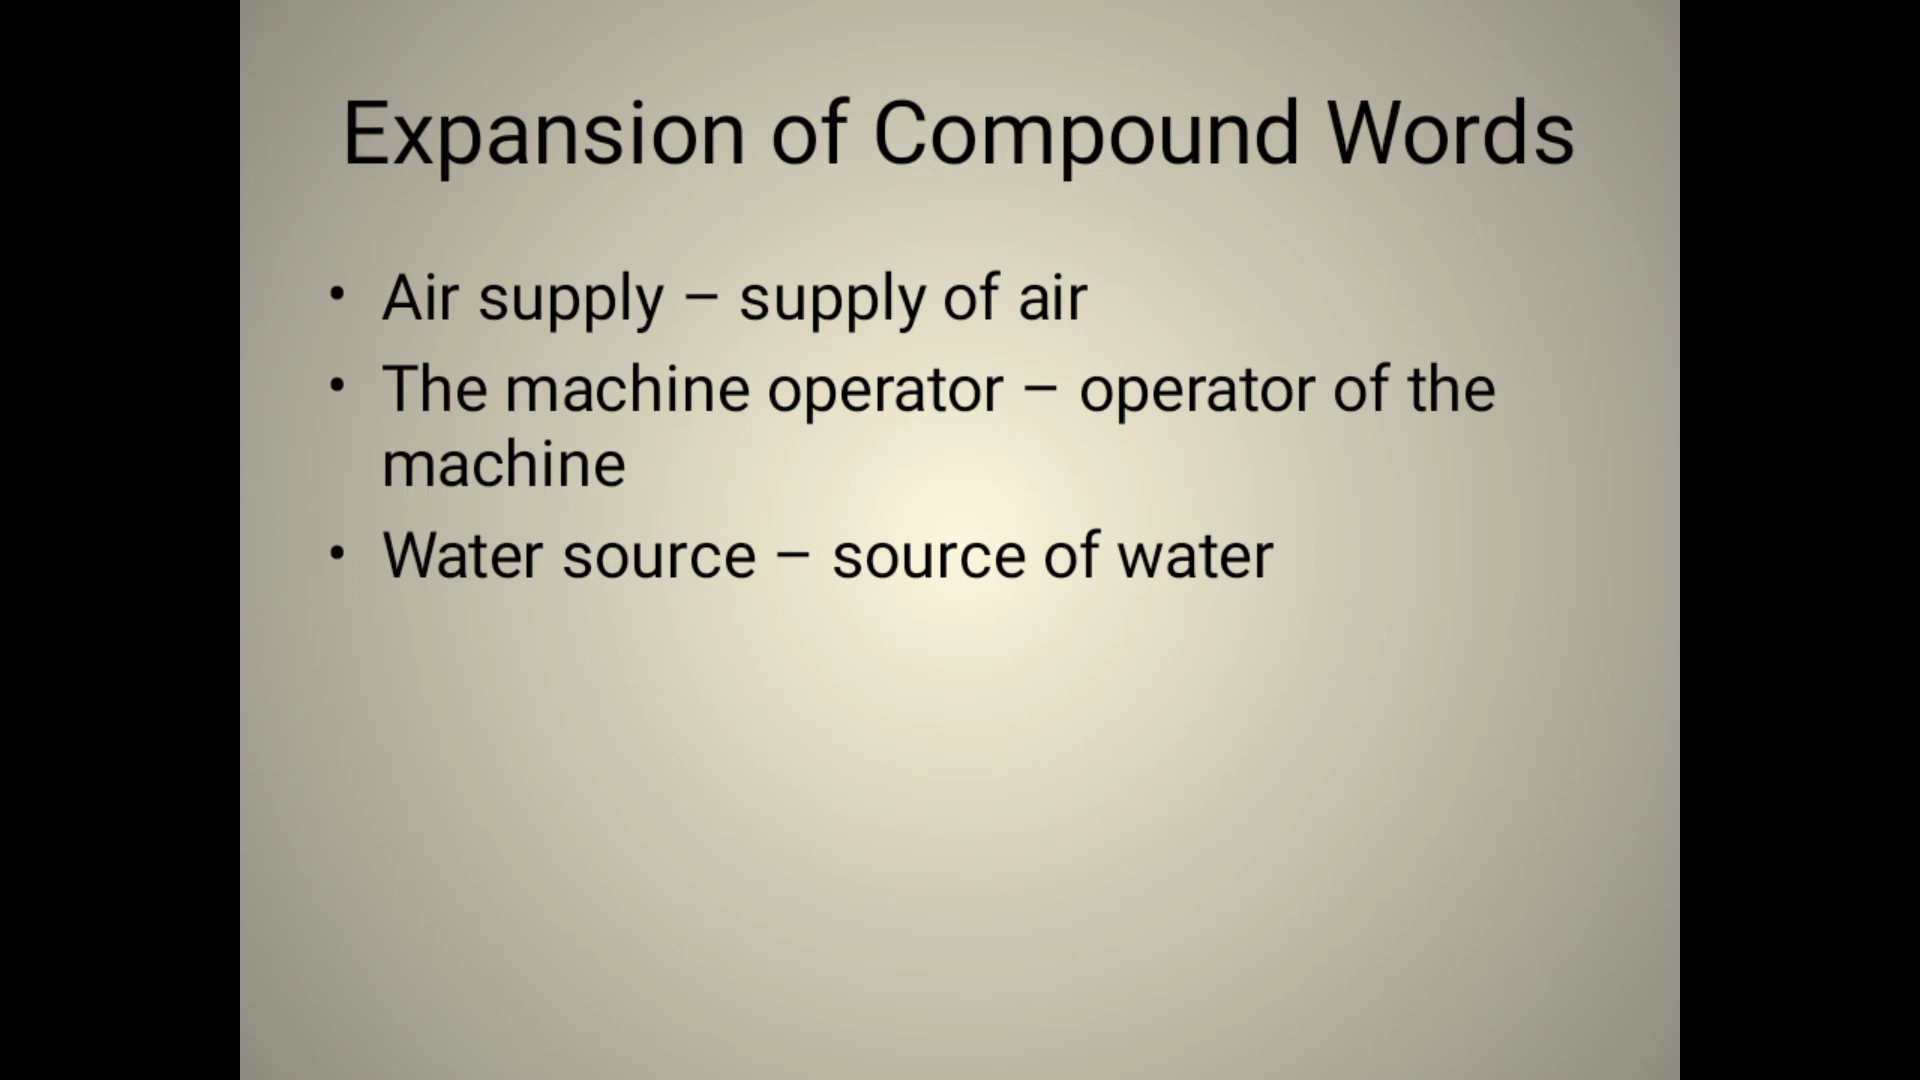 Expansion of Compound Words
• Air supply – supply of air
• The machine operator – operator of the
machine
• Water source – source of water